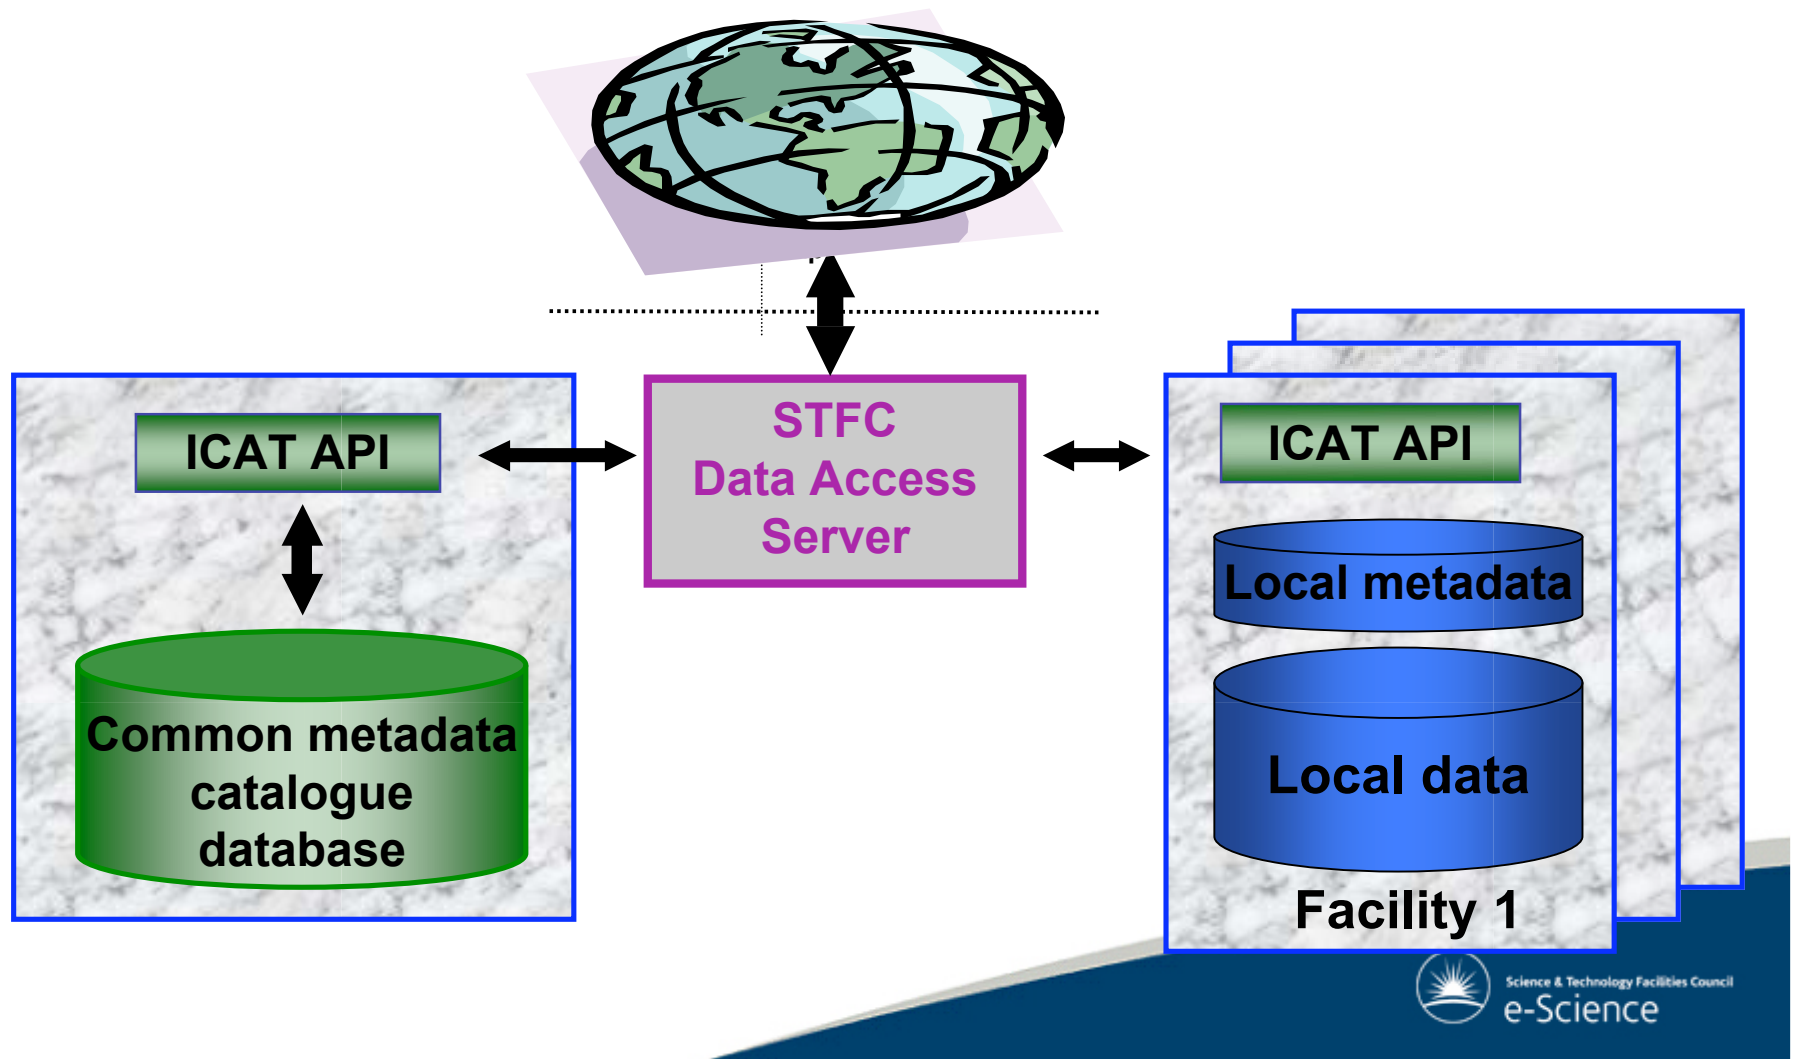 STFC
Data Access
Server
ICAT API
Common metadata
catalogue
database
ICAT API
Local metadata
Local data
Facility 1
Science & Technology Facilities Council
e-Science